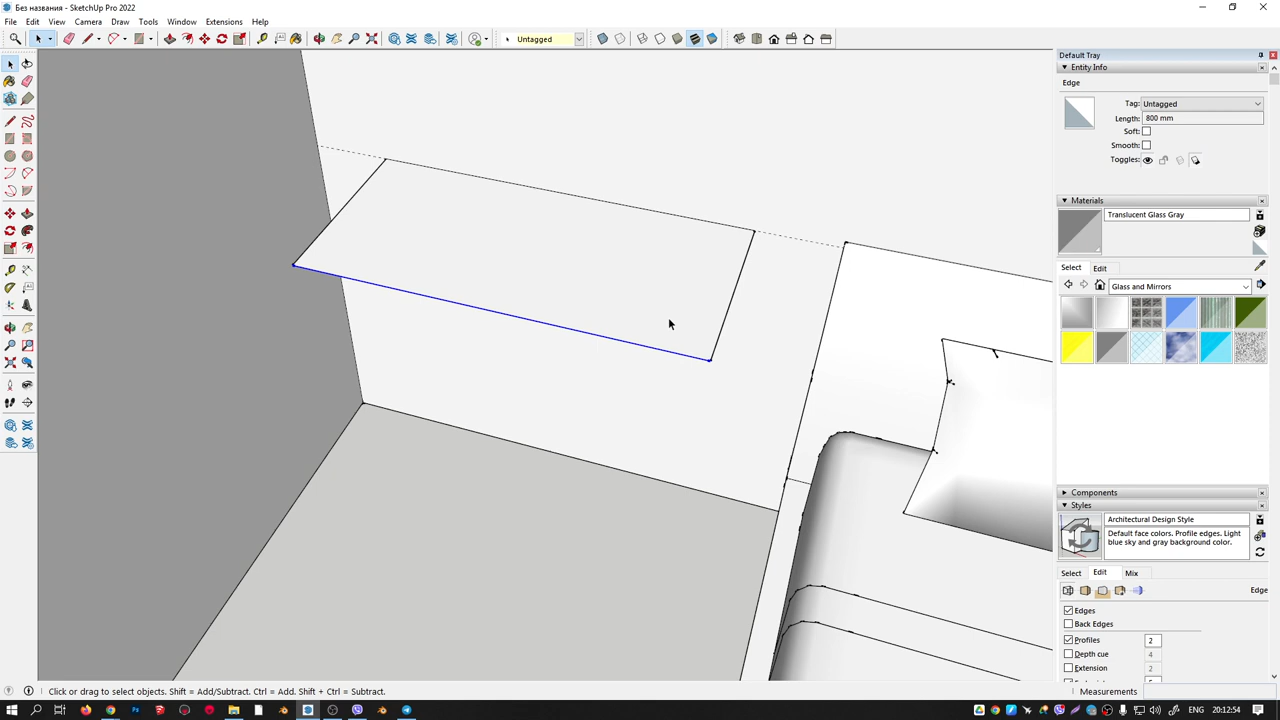 Без названия - SketchUp Pro 2022
File Edit View Camera Draw Tools Window Extensions Help
Untagged
Default Tray
Entity Info
Edge
Tag: Untagged
Length: 800 mm
Soft:
Smooth:
Toggles:
Materials
Translucent Glass Gray
Select Edit
Glass and Mirrors
Components
Styles
Architectural Design Style
Default face colors. Profile edges. Light
blue sky and gray background color.
Select Edit Mix
Edge
Edges
Back Edges
Profiles 2
Depth cue 4
Extension 2
Click or drag to select objects. Shift = Add/Subtract. Ctrl = Add. Shift + Ctrl = Subtract.
Measurements
ENG 20:12:54